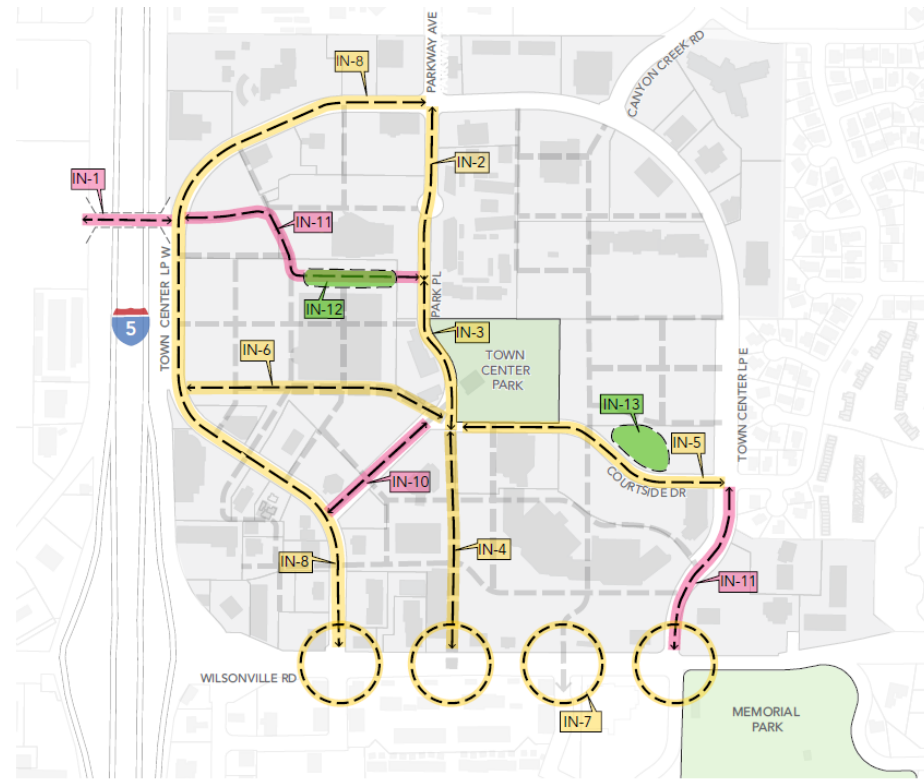 PARKWAY AVE
CANYON CREEK RD
IN-8
IN-2
IN-1
IN-11
TOWN CENTER LP W
IN-12
PARK PL
5
IN-3
IN-6
TOWN
CENTER
PARK
TOWN CENTER LP E
IN-13
IN-5
COURTSIDE DR
IN-10
IN-4
IN-8
IN-11
WILSONVILLE RD
IN-7
MEMORIAL
PARK